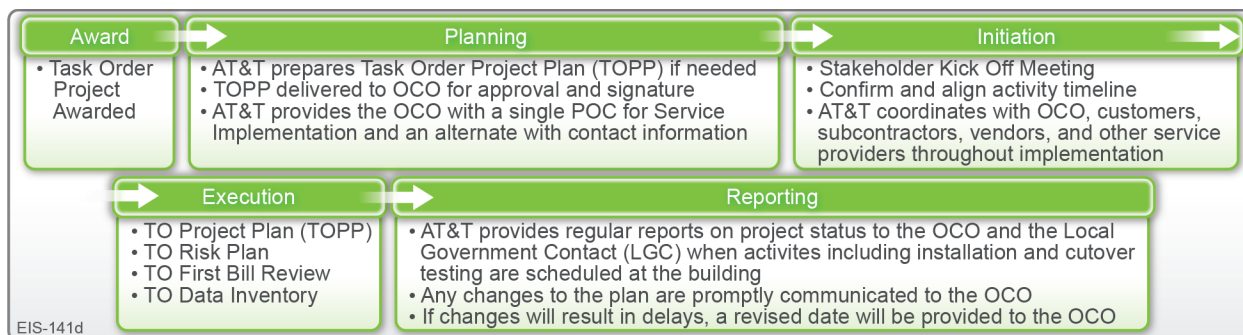 Award
• Task Order
Project
Awarded
Planning
• AT&T prepares Task Order Project Plan (TOPP) if needed
• TOPP delivered to OCO for approval and signature
• AT&T provides the OCO with a single POC for Service
Implementation and an alternate with contact information
Initiation
• Stakeholder Kick Off Meeting
• Confirm and align activity timeline
• AT&T coordinates with OCO, customers,
subcontractors, vendors, and other service
providers throughout implementation
Execution
• TO Project Plan (TOPP)
• TO Risk Plan
• TO First Bill Review
• TO Data Inventory
Reporting
• AT&T provides regular reports on project status to the OCO and the Local
Government Contact (LGC) when activites including installation and cutover
testing are scheduled at the building
• Any changes to the plan are promptly communicated to the OCO
• If changes will result in delays, a revised date will be provided to the OCO
EIS-141d